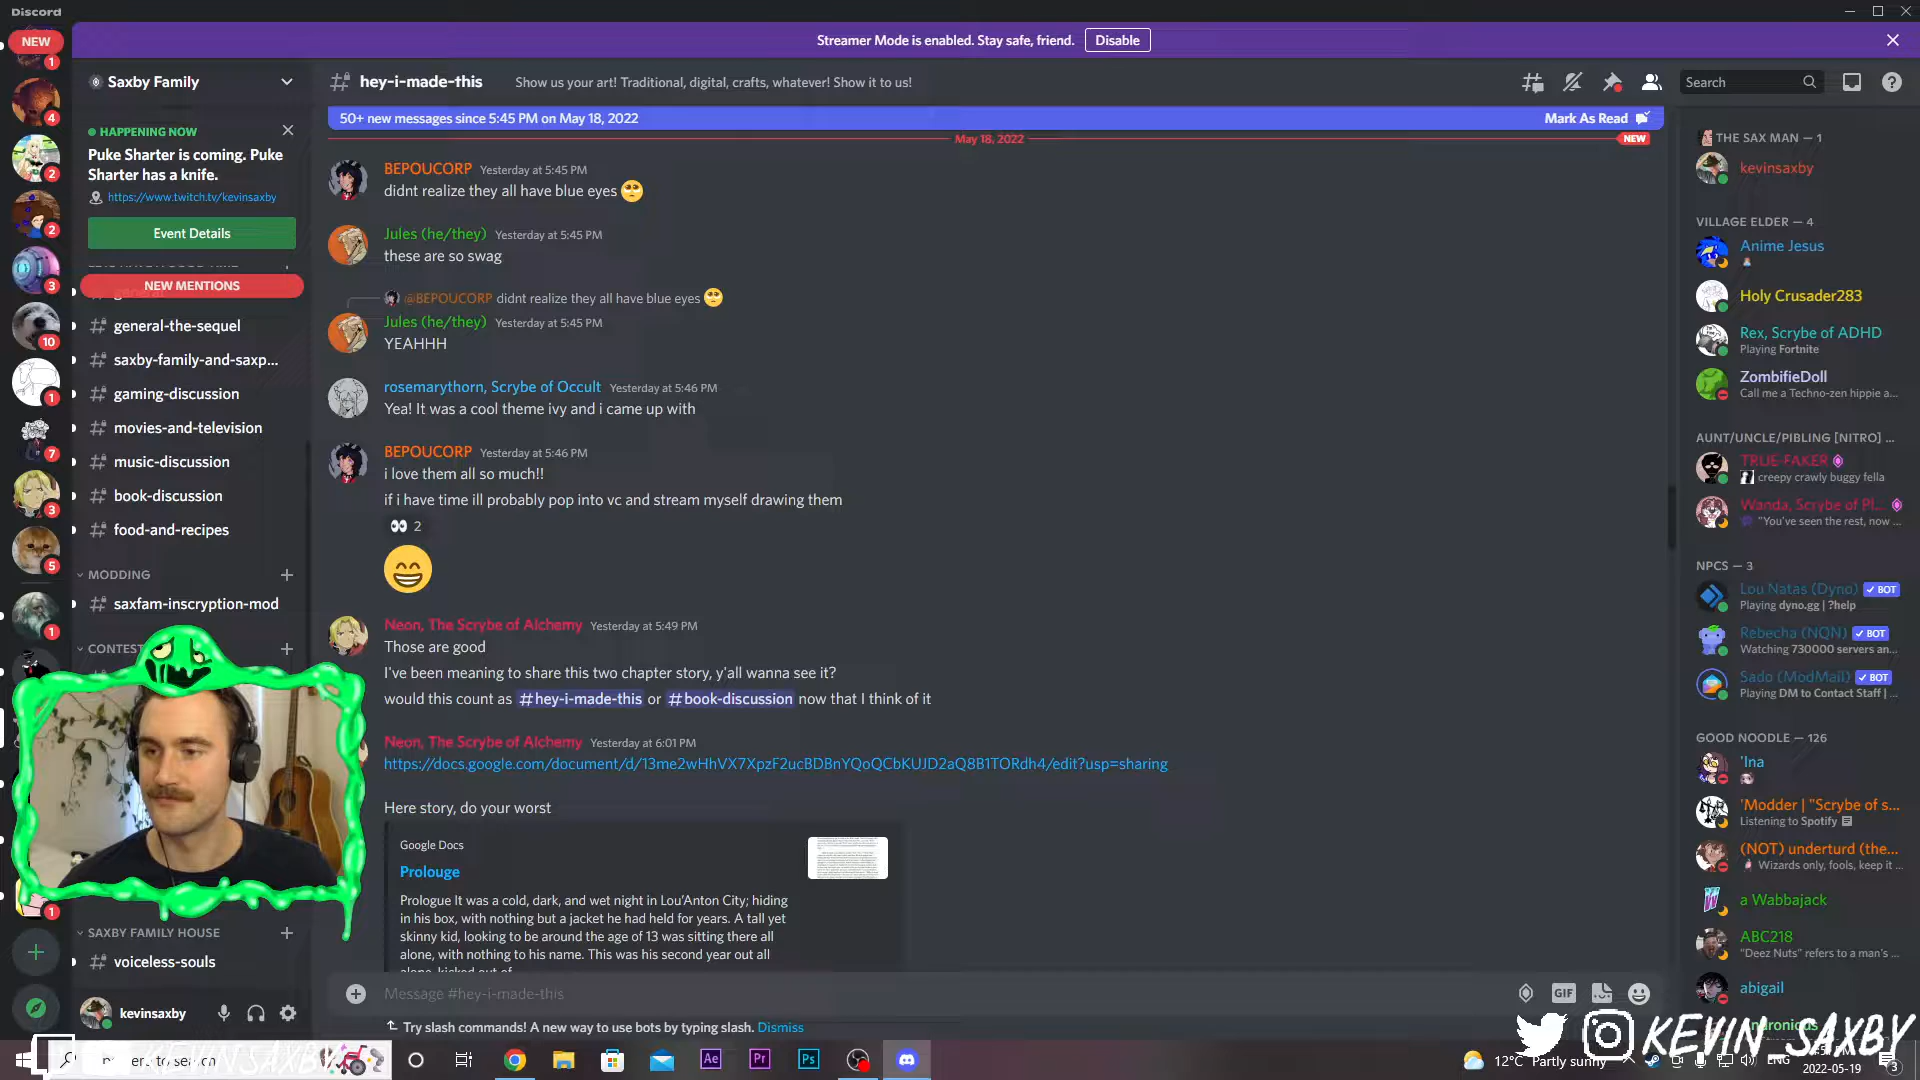 Discord
Streamer Mode is enabled. Stay safe, friend.
Disable
NEW
1
4
2
2
3
10
1
7
3
5
1
1
Saxby Family
HAPPENING NOW
Puke Sharter is coming. Puke
Sharter has a knife.
https://www.twitch.tv/kevinsaxby
Event Details
NEW MENTIONS
general-the-sequel
saxby-family-and-saxp...
gaming-discussion
movies-and-television
music-discussion
book-discussion
food-and-recipes
MODDING
saxfam-inscryption-mod
CONTEST
SAXBY FAMILY HOUSE
voiceless-souls
kevinsaxby
hey-i-made-this
Show us your art! Traditional, digital, crafts, whatever! Show it to us!
Search
50+ new messages since 5:45 PM on May 18, 2022
Mark As Read
May 18, 2022
NEW
BEPOUCORP Yesterday at 5:45 PM
didnt realize they all have blue eyes 🥺
Jules (he/they) Yesterday at 5:45 PM
these are so swag
@BEPOUCORP didnt realize they all have blue eyes 🥺
Jules (he/they) Yesterday at 5:45 PM
YEAHHH
rosemarythorn, Scrybe of Occult Yesterday at 5:46 PM
Yea! It was a cool theme ivy and i came up with
BEPOUCORP Yesterday at 5:46 PM
i love them all so much!!
if i have time ill probably pop into vc and stream myself drawing them
👀 2
😁
Neon, The Scrybe of Alchemy Yesterday at 5:49 PM
Those are good
I've been meaning to share this two chapter story, y'all wanna see it?
would this count as #hey-i-made-this or #book-discussion now that I think of it
Neon, The Scrybe of Alchemy Yesterday at 6:01 PM
https://docs.google.com/document/d/13me2wHhVX7XpzF2ucBDBnYQoQCbKUJD2aQ8B1TORdh4/edit?usp=sharing
Here story, do your worst
Google Docs
Prolouge
Prologue It was a cold, dark, and wet night in Lou'Anton City; hiding
in his box, with nothing but a jacket he had held for years. A tall yet
skinny kid, looking to be around the age of 13 was sitting there all
alone, with nothing to his name. This was his second year out all
alone, kicked out of
Message #hey-i-made-this
GIF
Try slash commands! A new way to use bots by typing slash. Dismiss
THE SAX MAN — 1
kevinsaxby
VILLAGE ELDER — 4
Anime Jesus
Holy Crusader283
Rex, Scrybe of ADHD
Playing Fortnite
ZombifieDoll
Call me a Techno-zen hippie a...
AUNT/UNCLE/PIBLING [NITRO] ...
TRUE FAKER
creepy crawly buggy fella
Wanda, Scrybe of Pl...
"You've seen the rest, now ...
NPCS — 3
Lou Natas (Dyno) ✓ BOT
Playing dyno.gg | ?help
Rebecha (NQN) ✓ BOT
Watching 730000 servers an...
Sado (ModMail) ✓ BOT
Playing DM to Contact Staff | ...
GOOD NOODLE — 126
'Ina
'Modder | "Scrybe of s...
Listening to Spotify
(NOT) underturd (the...
Wizards only, fools, keep it ...
a Wabbajack
ABC218
"Deez Nuts" refers to a man's ...
abigail
KEVIN_SAXBY
to search
Ae
Pr
Ps
12°C Partly sunny
ENG
2022-05-19
3